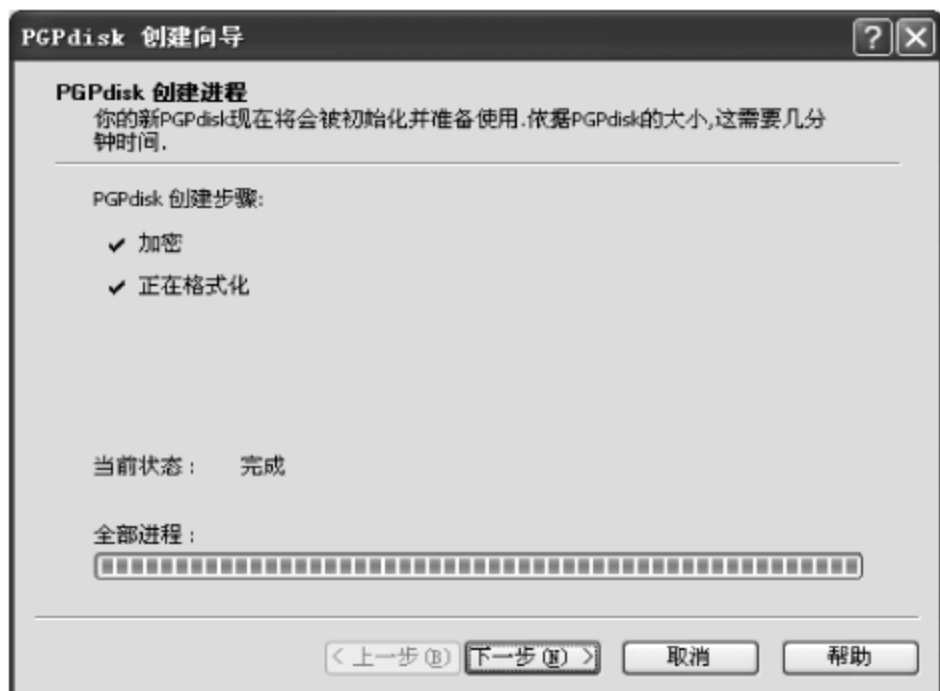 PGPdisk 创建向导
PGPdisk 创建进程
你的新PGPdisk现在将会被初始化并准备使用.依据PGPdisk的大小,这需要几分
钟时间.
PGPdisk 创建步骤:
加密
正在格式化
当前状态: 完成
全部进程:
< 上一步(B) 下一步(N) > 取消 帮助